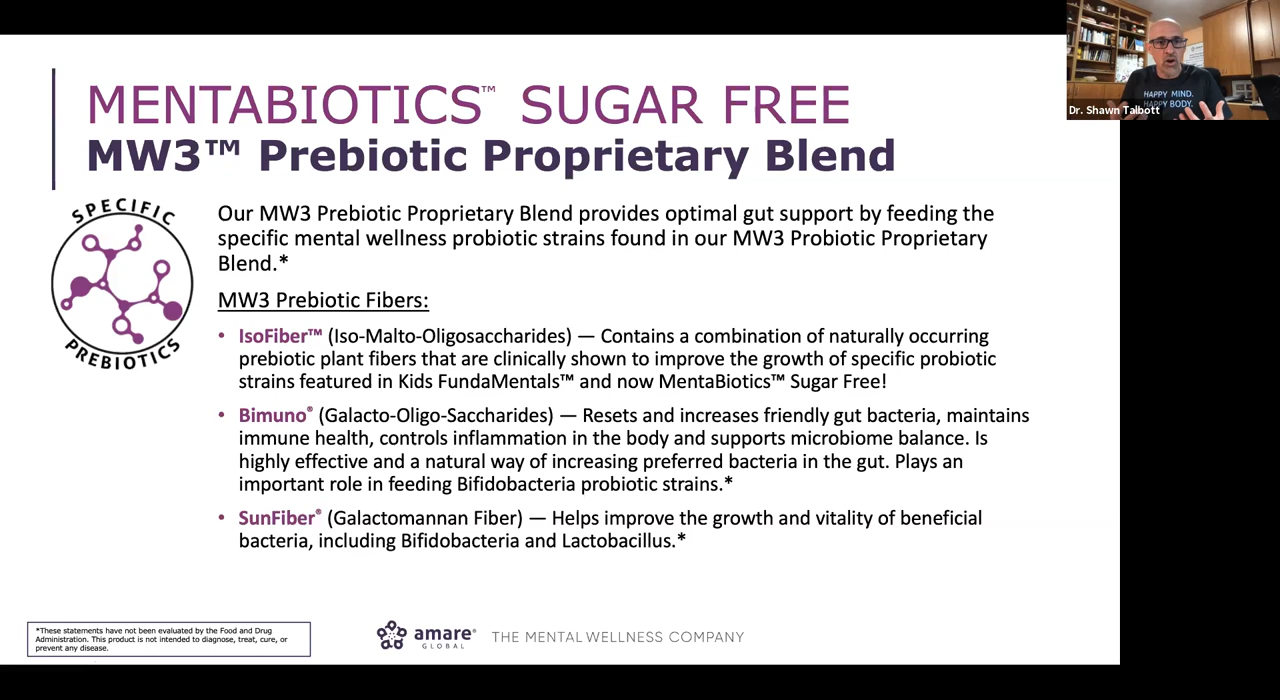 MENTABIOTICS™ SUGAR FREE
MW3™ Prebiotic Proprietary Blend
SPECIFIC
PREBIOTICS
Our MW3 Prebiotic Proprietary Blend provides optimal gut support by feeding the
specific mental wellness probiotic strains found in our MW3 Probiotic Proprietary
Blend.*
MW3 Prebiotic Fibers:
• IsoFiber™ (Iso-Malto-Oligosaccharides) — Contains a combination of naturally occurring
prebiotic plant fibers that are clinically shown to improve the growth of specific probiotic
strains featured in Kids FundaMentals™ and now MentaBiotics™ Sugar Free!
• Bimuno® (Galacto-Oligo-Saccharides) — Resets and increases friendly gut bacteria, maintains
immune health, controls inflammation in the body and supports microbiome balance. Is
highly effective and a natural way of increasing preferred bacteria in the gut. Plays an
important role in feeding Bifidobacteria probiotic strains.*
• SunFiber® (Galactomannan Fiber) — Helps improve the growth and vitality of beneficial
bacteria, including Bifidobacteria and Lactobacillus.*
*These statements have not been evaluated by the Food and Drug
Administration. This product is not intended to diagnose, treat, cure, or
prevent any disease.
amare®
GLOBAL
THE MENTAL WELLNESS COMPANY
HAPPY MIND.
HAPPY BODY.
Dr. Shawn Talbott